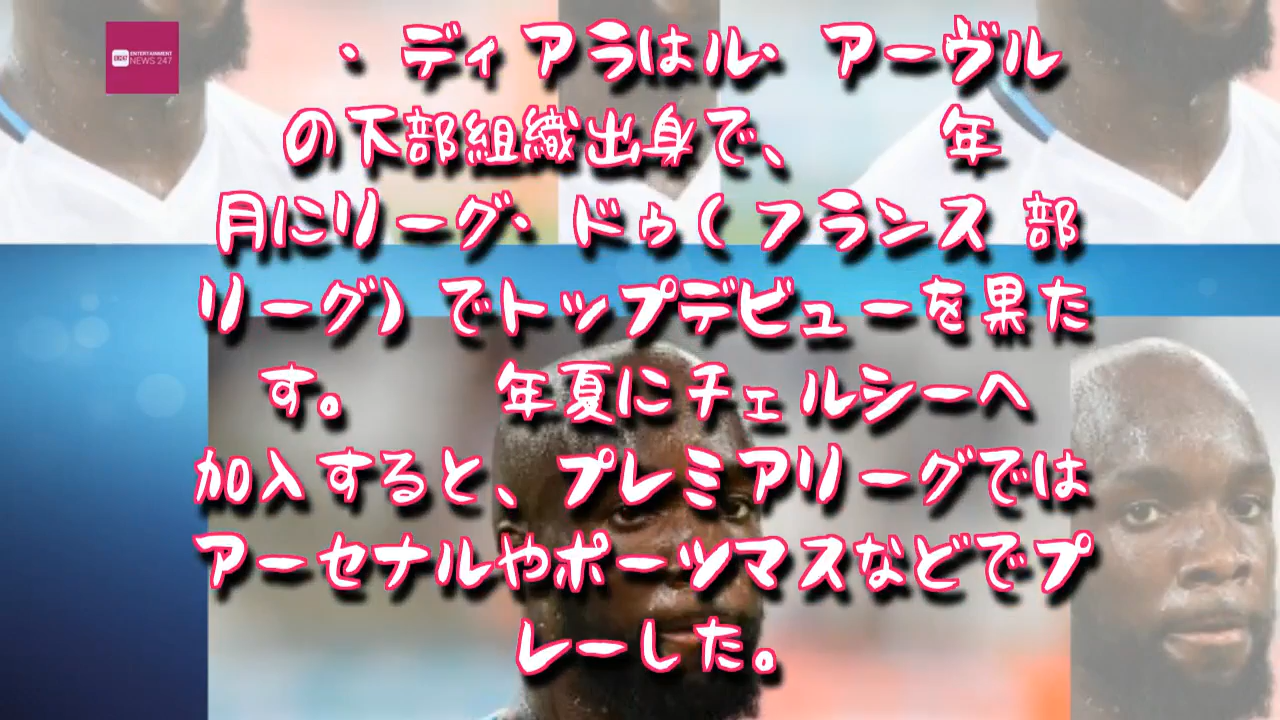 ENTERTAINMENT
NEWS 247
・ディアラはル・アーヴル
の下部組織出身で、 年
月にリーグ・ドゥ(フランス 部
リーグ)でトップデビューを果た
す。 年夏にチェルシーへ
加入すると、プレミアリーグでは
アーセナルやポーツマスなどでプ
レーした。